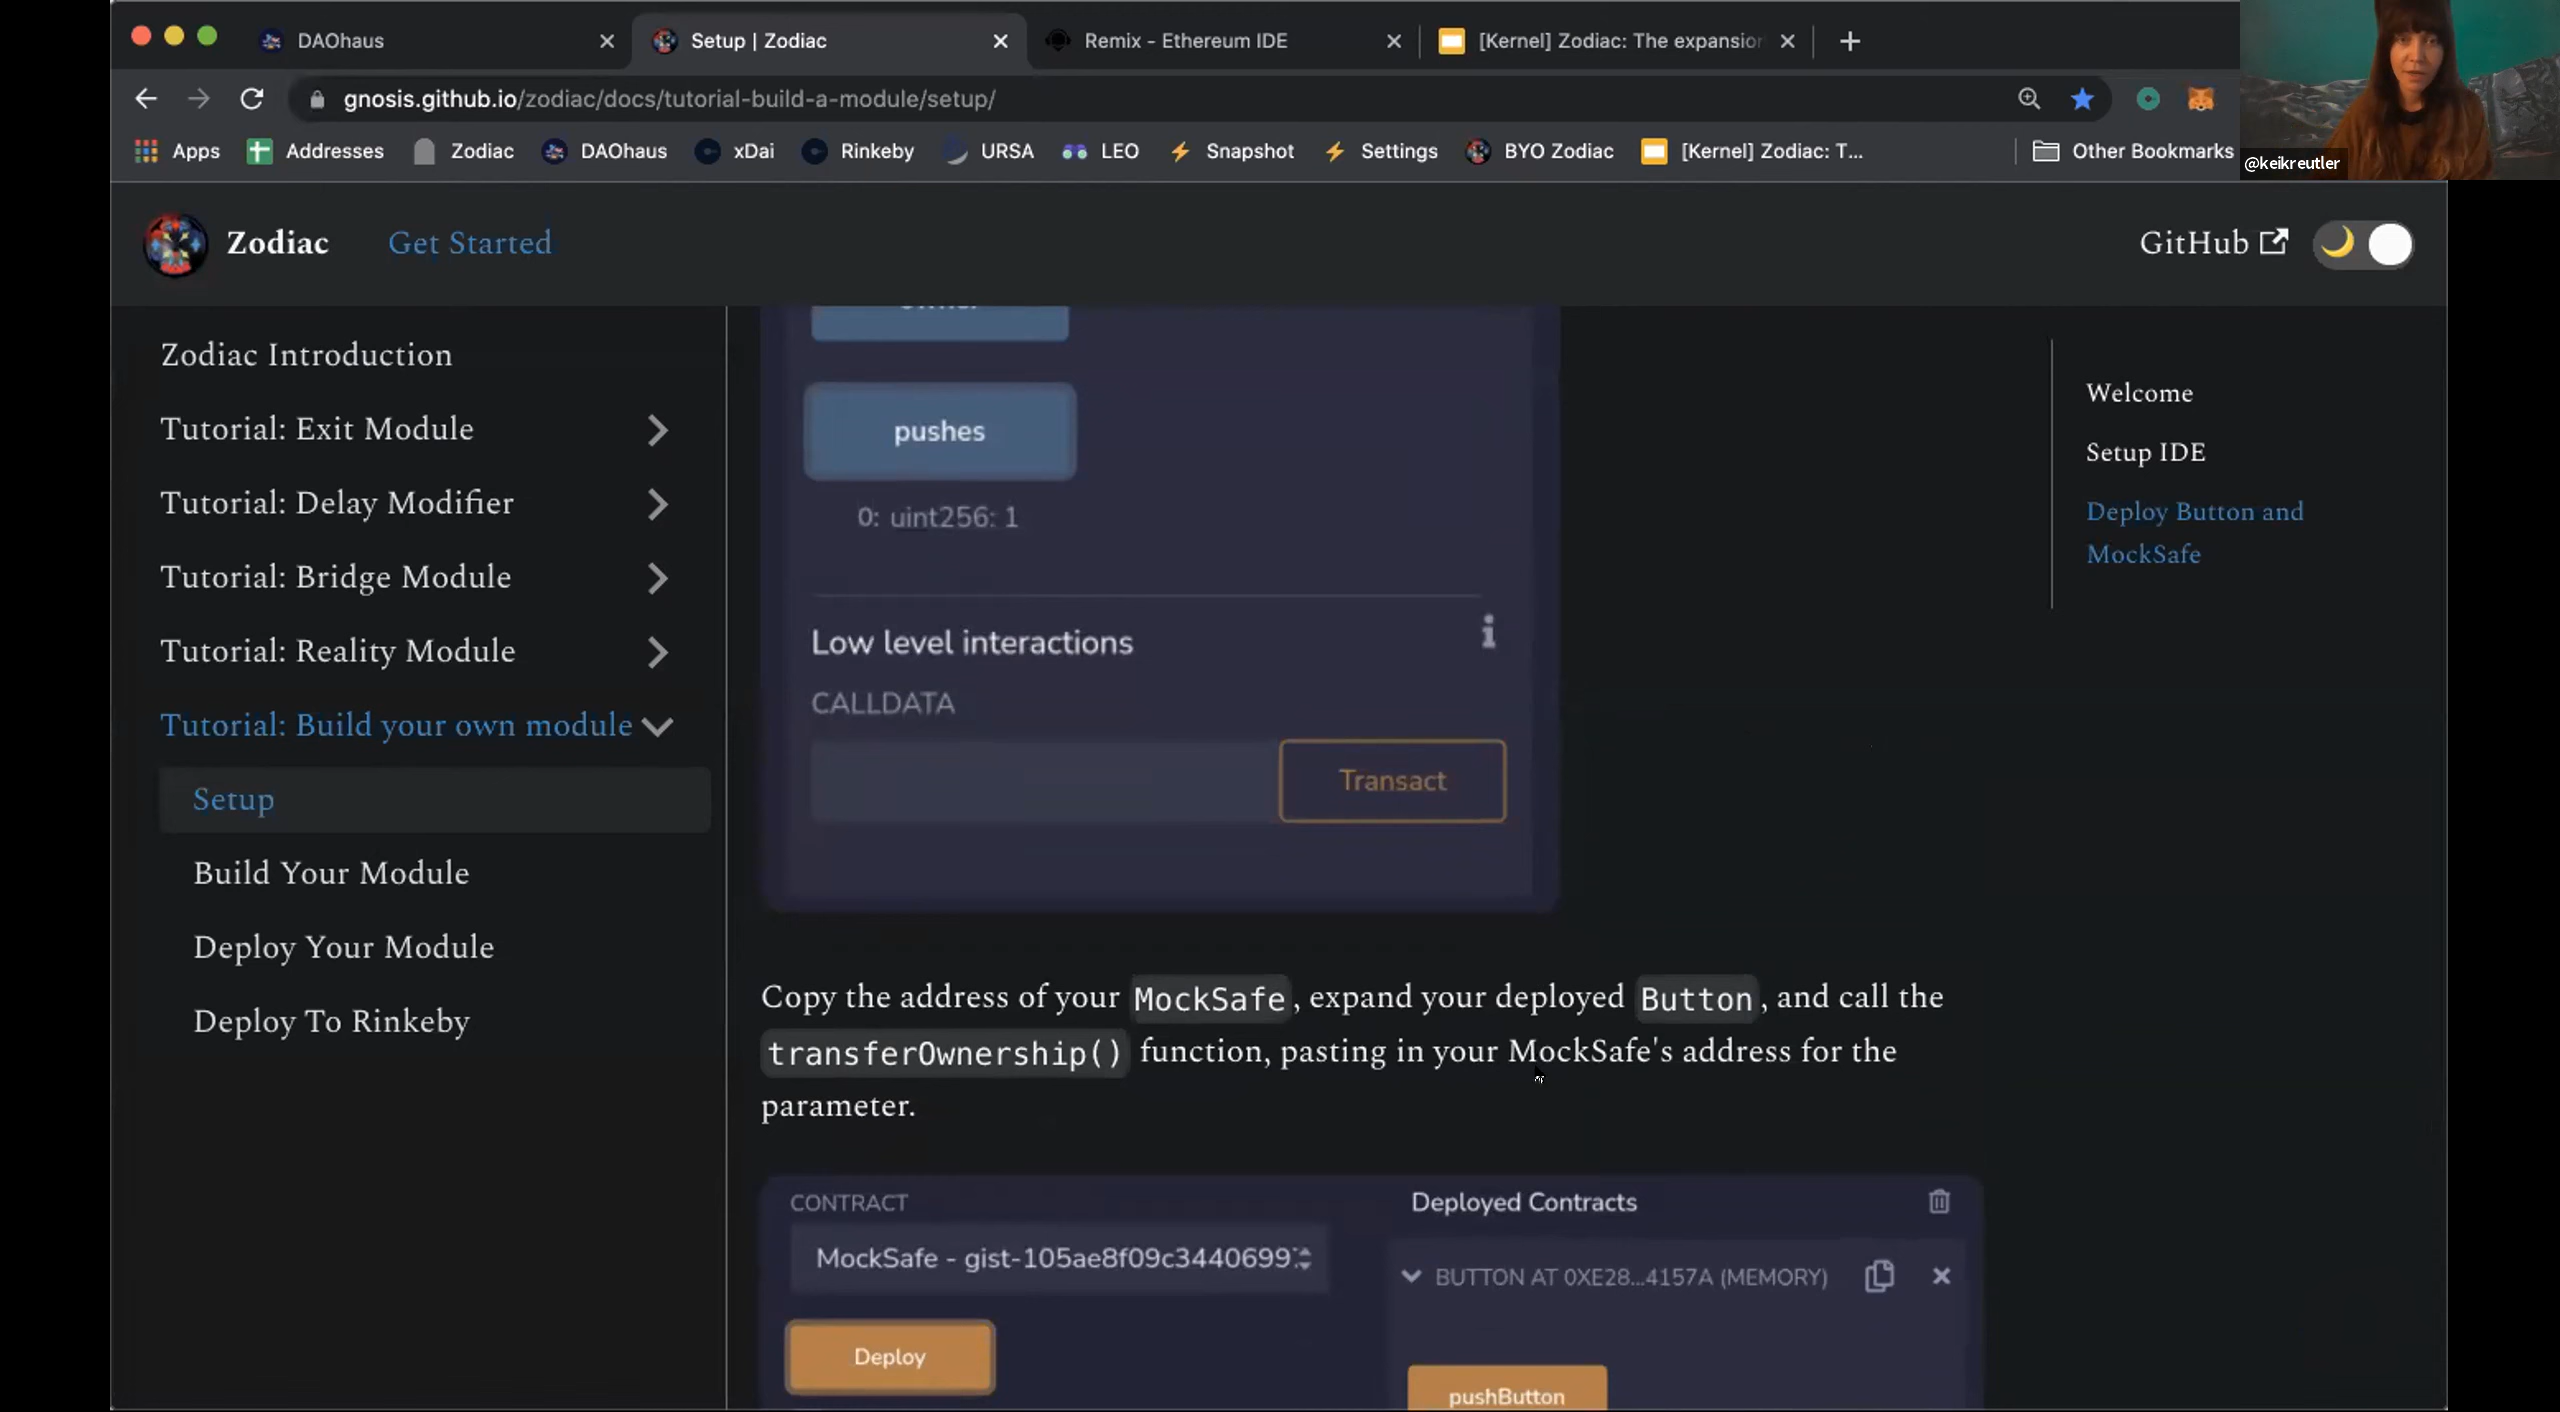 DAOhaus
Setup | Zodiac
Remix - Ethereum IDE
[Kernel] Zodiac: The expansion
gnosis.github.io/zodiac/docs/tutorial-build-a-module/setup/
Apps
Addresses
Zodiac
DAOhaus
xDai
Rinkeby
URSA
LEO
Snapshot
Settings
BYO Zodiac
[Kernel] Zodiac: T...
Other Bookmarks
@keikreutler
Zodiac
Get Started
GitHub
Zodiac Introduction
Tutorial: Exit Module
Tutorial: Delay Modifier
Tutorial: Bridge Module
Tutorial: Reality Module
Tutorial: Build your own module
Setup
Build Your Module
Deploy Your Module
Deploy To Rinkeby
pushes
0: uint256: 1
Low level interactions
CALLDATA
Transact
Copy the address of your MockSafe, expand your deployed Button, and call the
transferOwnership() function, pasting in your MockSafe's address for the
parameter.
CONTRACT
MockSafe - gist-105ae8f09c3440699
Deploy
Deployed Contracts
BUTTON AT 0XE28...4157A (MEMORY)
pushButton
Welcome
Setup IDE
Deploy Button and
MockSafe